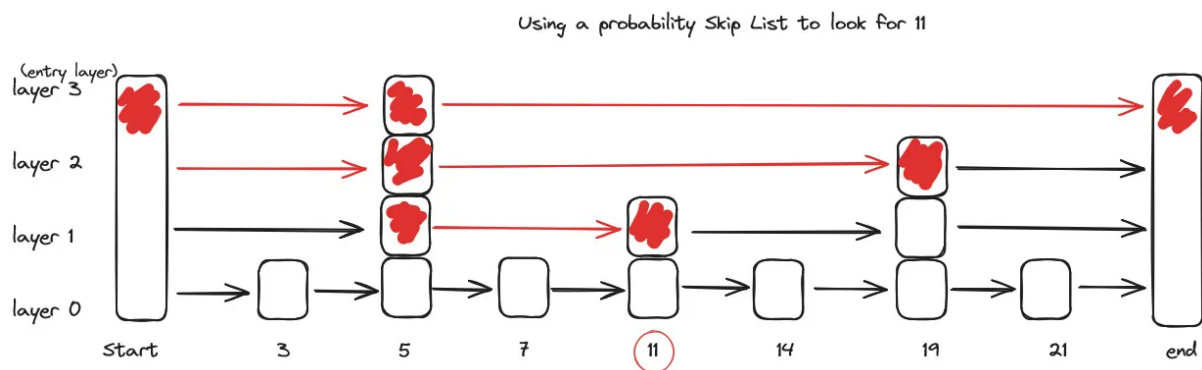 Using a probability Skip List to look for 11
(entry layer)
layer 3
layer 2
layer 1
layer 0
Start 3 5 7 11 14 19 21 end